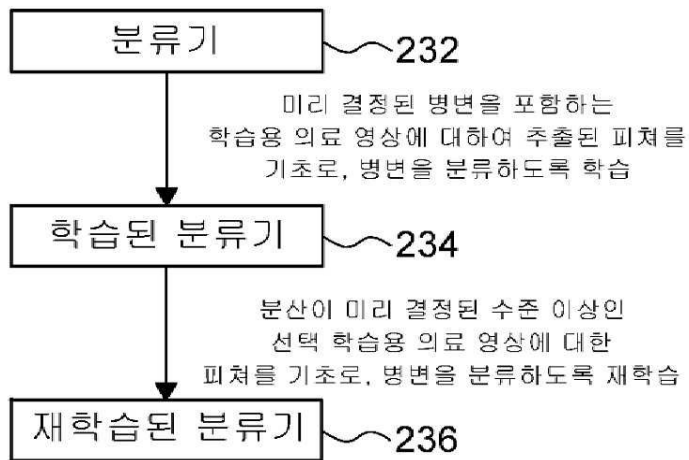 분류기 232
미리 결정된 병변을 포함하는
학습용 의료 영상에 대하여 추출된 피쳐를
기초로, 병변을 분류하도록 학습
학습된 분류기 234
분산이 미리 결정된 수준 이상인
선택 학습용 의료 영상에 대한
피쳐를 기초로, 병변을 분류하도록 재학습
재학습된 분류기 236